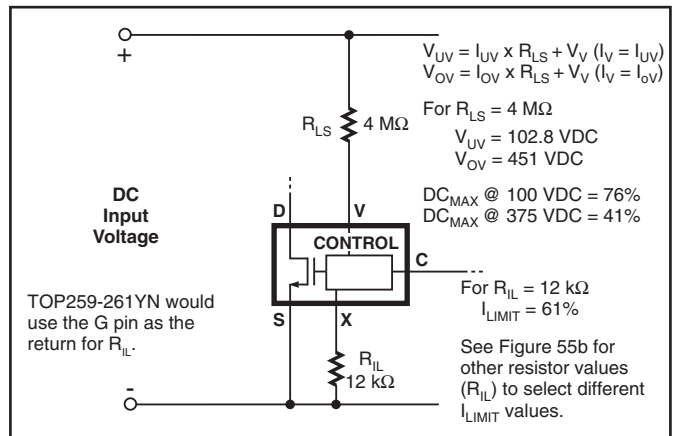 +
V_UV = I_UV x R_LS + V_V (I_V = I_UV)
V_OV = I_OV x R_LS + V_V (I_V = I_oV)
R_LS 4 MΩ
For R_LS = 4 MΩ
V_UV = 102.8 VDC
V_OV = 451 VDC
DC
Input
Voltage
DC_MAX @ 100 VDC = 76%
DC_MAX @ 375 VDC = 41%
D V
CONTROL
C
S X
TOP259-261YN would
use the G pin as the
return for R_IL.
For R_IL = 12 kΩ
I_LIMIT = 61%
R_IL
12 kΩ
See Figure 55b for
other resistor values
(R_IL) to select different
I_LIMIT values.
-